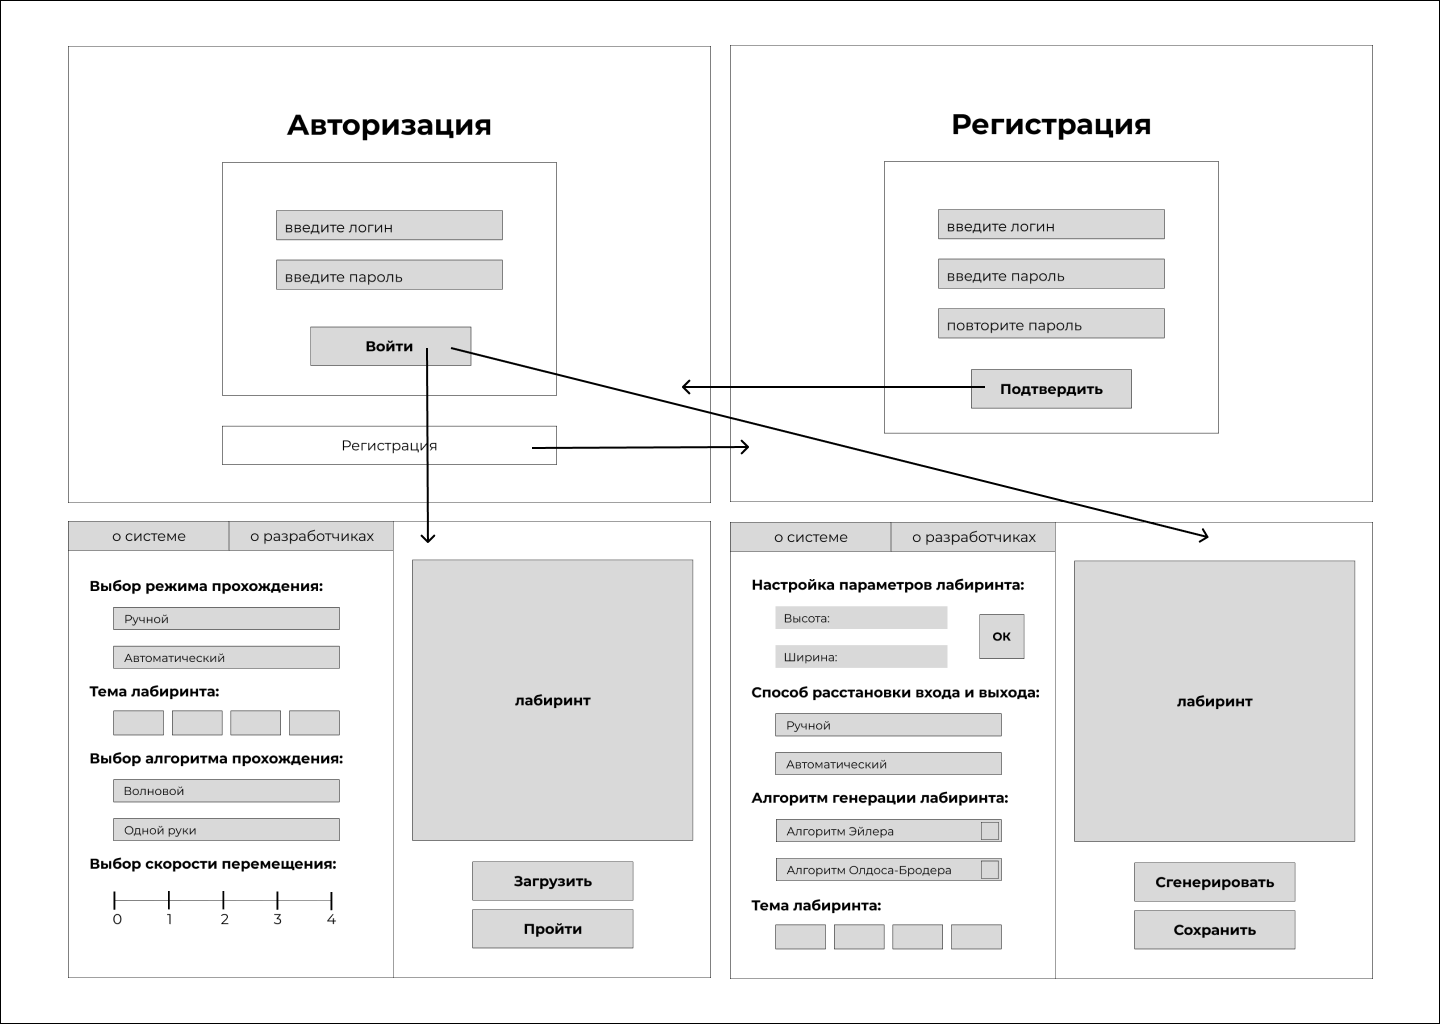 Авторизация
введите логин
введите пароль
Войти
Регистрация
Регистрация
введите логин
введите пароль
повторите пароль
Подтвердить
о системе
о разработчиках
Выбор режима прохождения:
Ручной
Автоматический
Тема лабиринта:
Выбор алгоритма прохождения:
Волновой
Одной руки
Выбор скорости перемещения:
0 1 2 3 4
лабиринт
Загрузить
Пройти
о системе
о разработчиках
Настройка параметров лабиринта:
Высота:
Ширина:
ОК
Способ расстановки входа и выхода:
Ручной
Автоматический
Алгоритм генерации лабиринта:
Алгоритм Эйлера
Алгоритм Олдоса-Бродера
Тема лабиринта:
лабиринт
Сгенерировать
Сохранить